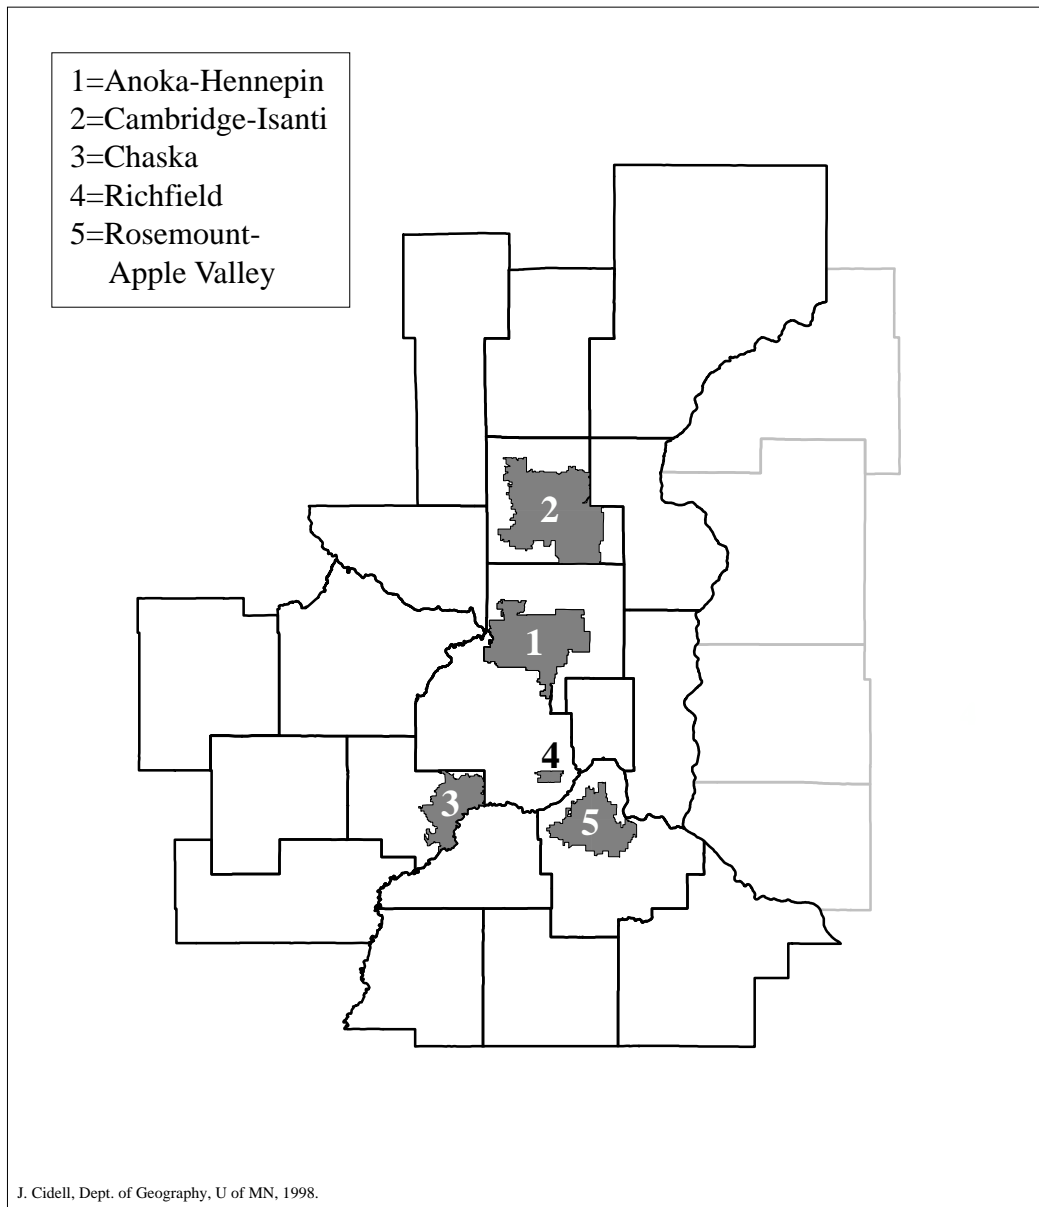 1=Anoka-Hennepin
2=Cambridge-Isanti
3=Chaska
4=Richfield
5=Rosemount-
Apple Valley
2
1
4
3
5
J. Cidell, Dept. of Geography, U of MN, 1998.